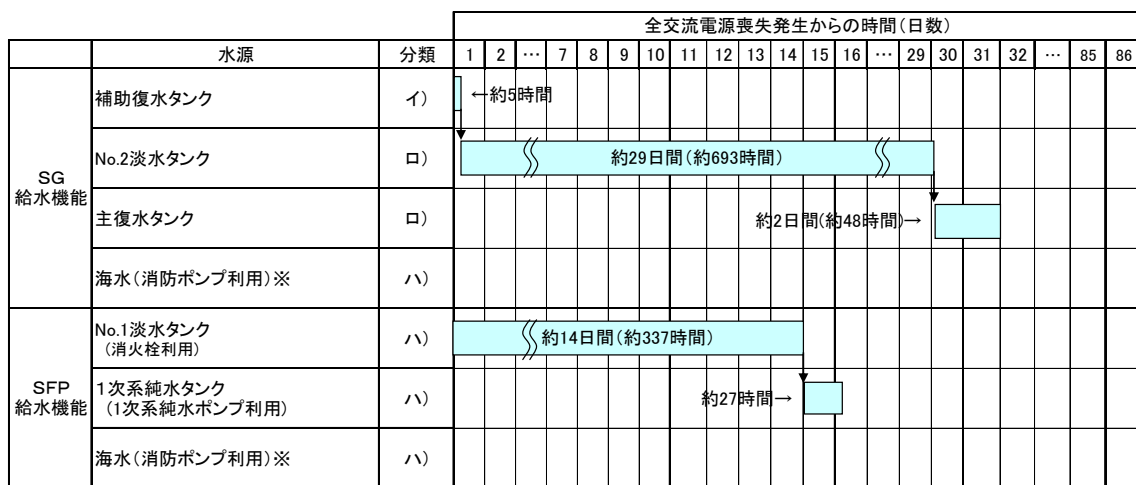 全交流電源喪失発生からの時間(日数)
水源 分類 1 2 … 7 8 9 10 11 12 13 14 15 16 … 29 30 31 32 … 85 86
SG
給水機能
補助復水タンク イ) ←約5時間
No.2淡水タンク ロ) 約29日間(約693時間)
主復水タンク ロ) 約2日間(約48時間)→
海水(消防ポンプ利用)※ ハ)
SFP
給水機能
No.1淡水タンク
(消火栓利用) ハ) 約14日間(約337時間)
1次系純水タンク
(1次系純水ポンプ利用) ハ) 約27時間→
海水(消防ポンプ利用)※ ハ)